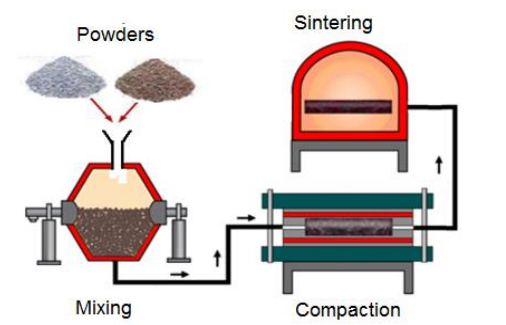 Powders
Sintering
Mixing
Compaction